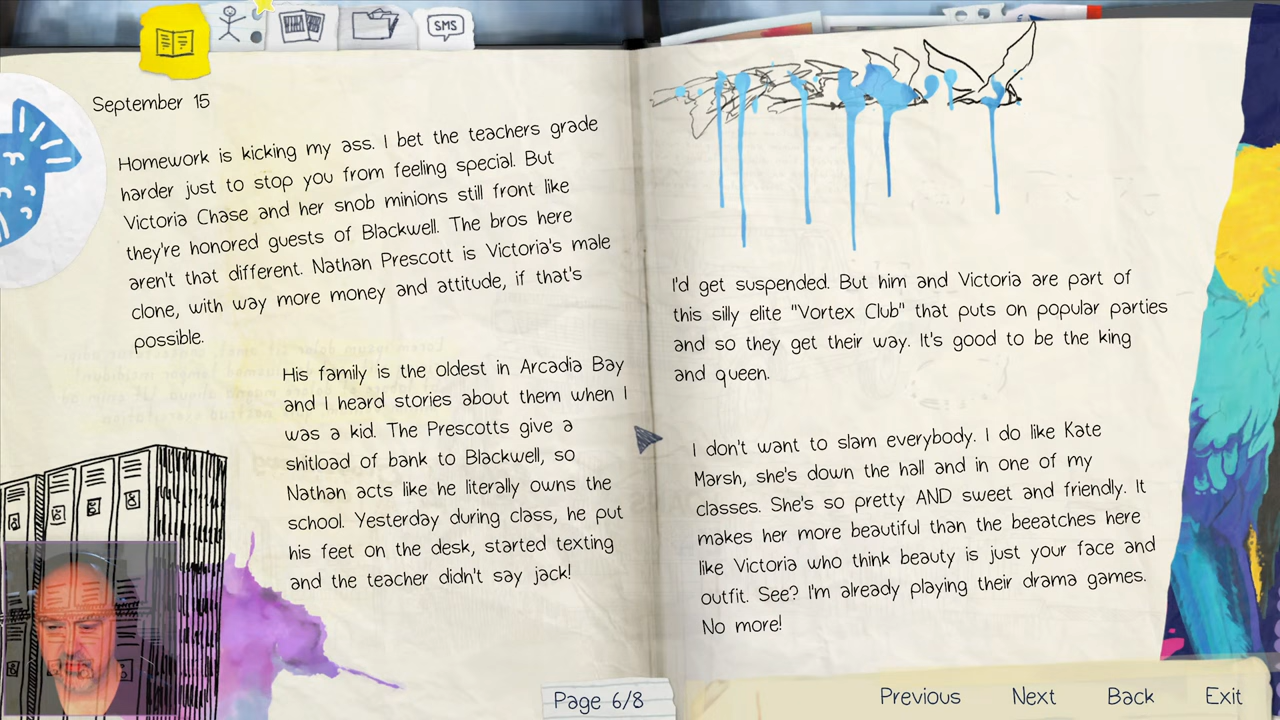 SMS
September 15
Homework is kicking my ass. I bet the teachers grade
harder just to stop you from feeling special. But
Victoria Chase and her snob minions still front like
they're honored guests of Blackwell. The bros here
aren't that different. Nathan Prescott is Victoria's male
clone, with way more money and attitude, if that's
possible.
His family is the oldest in Arcadia Bay
and I heard stories about them when I
was a kid. The Prescotts give a
shitload of bank to Blackwell, so
Nathan acts like he literally owns the
school. Yesterday during class, he put
his feet on the desk, started texting
and the teacher didn't say jack!
I'd get suspended. But him and Victoria are part of
this silly elite "Vortex Club" that puts on popular parties
and so they get their way. It's good to be the king
and queen.
I don't want to slam everybody. I do like Kate
Marsh, she's down the hall and in one of my
classes. She's so pretty AND sweet and friendly. It
makes her more beautiful than the beeatches here
like Victoria who think beauty is just your face and
outfit. See? I'm already playing their drama games.
No more!
Page 6/8
Previous Next Back Exit